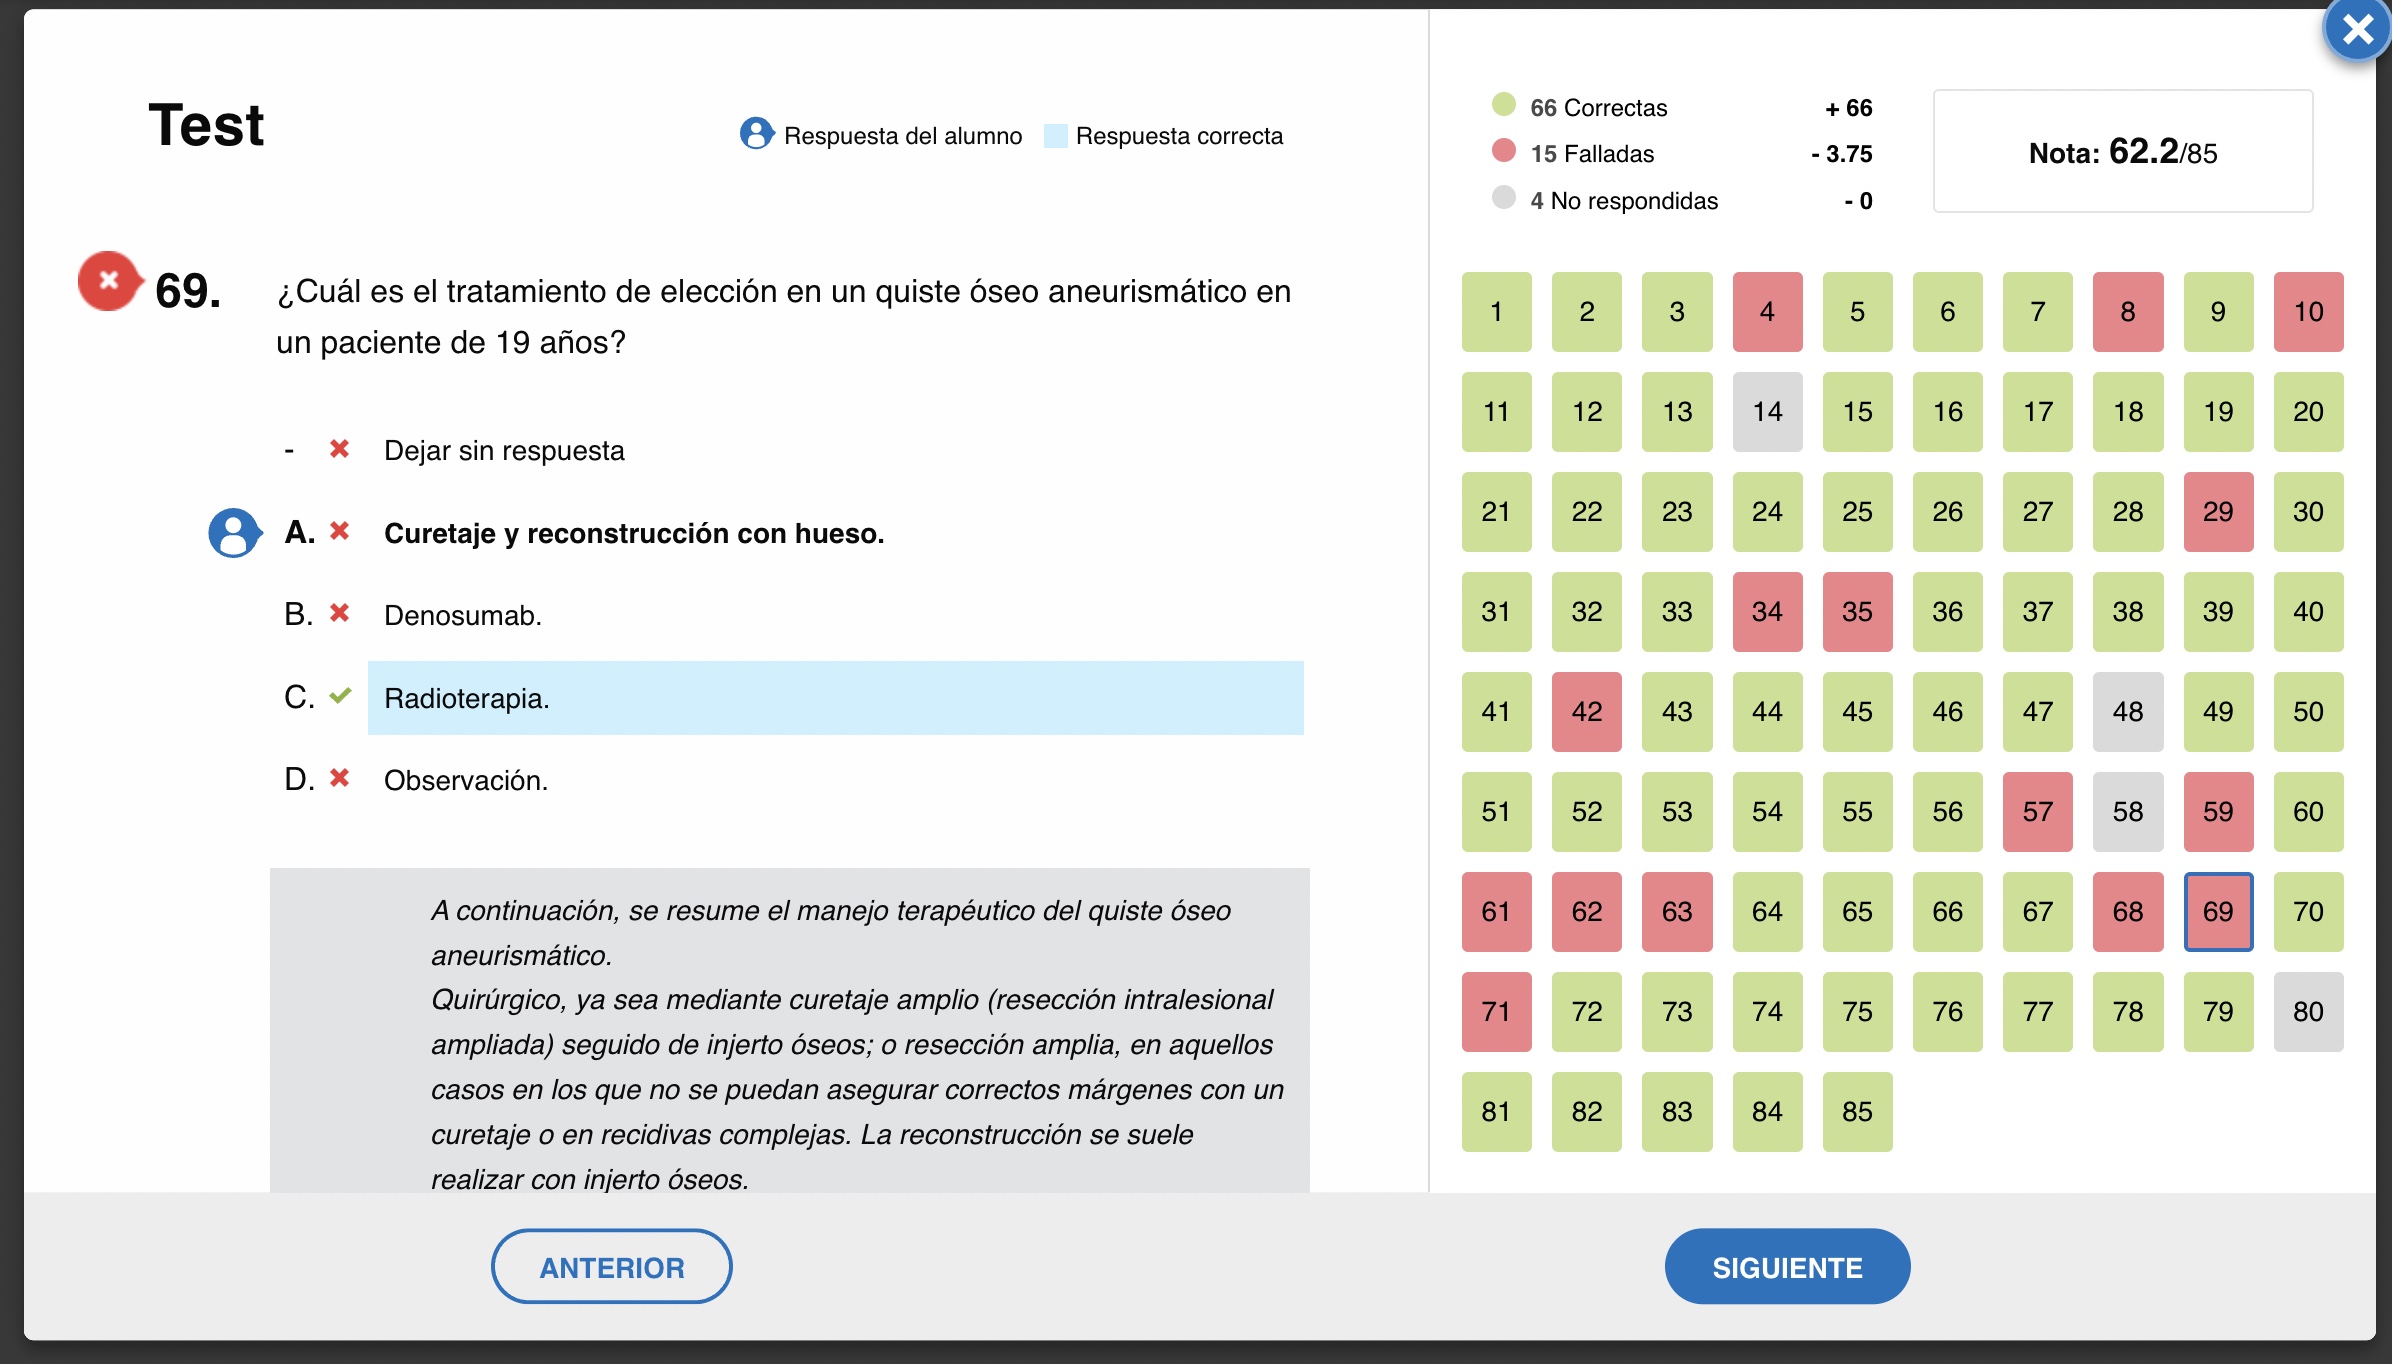 Test
Respuesta del alumno
Respuesta correcta
66 Correctas + 66
15 Falladas - 3.75
4 No respondidas - 0
Nota: 62.2/85
69. ¿Cuál es el tratamiento de elección en un quiste óseo aneurismático en
un paciente de 19 años?
- Dejar sin respuesta
A. Curetaje y reconstrucción con hueso.
B. Denosumab.
C. Radioterapia.
D. Observación.
A continuación, se resume el manejo terapéutico del quiste óseo
aneurismático.
Quirúrgico, ya sea mediante curetaje amplio (resección intralesional
ampliada) seguido de injerto óseos; o resección amplia, en aquellos
casos en los que no se puedan asegurar correctos márgenes con un
curetaje o en recidivas complejas. La reconstrucción se suele
realizar con injerto óseos.
1 2 3 4 5 6 7 8 9 10
11 12 13 14 15 16 17 18 19 20
21 22 23 24 25 26 27 28 29 30
31 32 33 34 35 36 37 38 39 40
41 42 43 44 45 46 47 48 49 50
51 52 53 54 55 56 57 58 59 60
61 62 63 64 65 66 67 68 69 70
71 72 73 74 75 76 77 78 79 80
81 82 83 84 85
ANTERIOR
SIGUIENTE